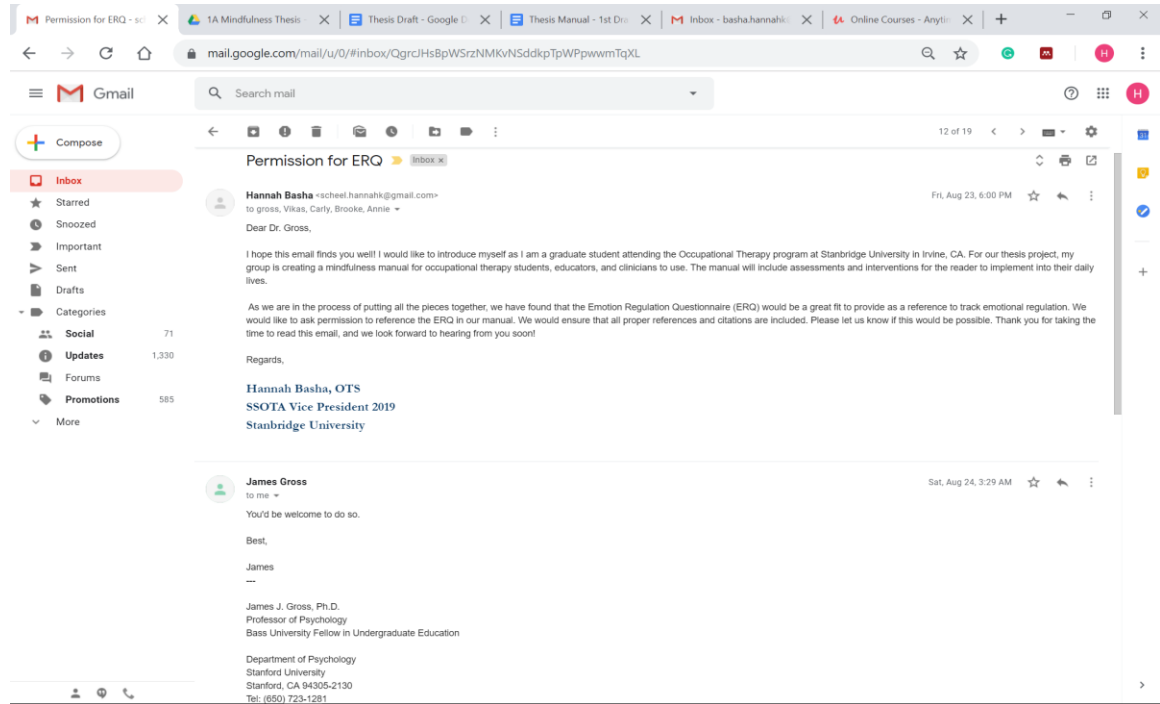 Permission for ERQ - sc
1A Mindfulness Thesis -
Thesis Draft - Google D
Thesis Manual - 1st Dra
Inbox - basha.hannahk
Online Courses - Anytin
mail.google.com/mail/u/0/#inbox/QgrcJHsBpWSrzNMKvNSddkpTpWPpwwmTqXL
H
Gmail
Search mail
H
Compose
12 of 19
31
Permission for ERQ
Inbox x
Inbox
Starred
Snoozed
Important
Sent
Drafts
Categories
Social 71
Updates 1,330
Forums
Promotions 585
More
Hannah Basha <scheel.hannahk@gmail.com> Fri, Aug 23, 6:00 PM
to gross, Vikas, Carly, Brooke, Annie
Dear Dr. Gross,
I hope this email finds you well! I would like to introduce myself as I am a graduate student attending the Occupational Therapy program at Stanbridge University in Irvine, CA. For our thesis project, my
group is creating a mindfulness manual for occupational therapy students, educators, and clinicians to use. The manual will include assessments and interventions for the reader to implement into their daily
lives.
As we are in the process of putting all the pieces together, we have found that the Emotion Regulation Questionnaire (ERQ) would be a great fit to provide as a reference to track emotional regulation. We
would like to ask permission to reference the ERQ in our manual. We would ensure that all proper references and citations are included. Please let us know if this would be possible. Thank you for taking the
time to read this email, and we look forward to hearing from you soon!
Regards,
Hannah Basha, OTS
SSOTA Vice President 2019
Stanbridge University
James Gross Sat, Aug 24, 3:29 AM
to me
You'd be welcome to do so.
Best,
James
---
James J. Gross, Ph.D.
Professor of Psychology
Bass University Fellow in Undergraduate Education
Department of Psychology
Stanford University
Stanford, CA 94305-2130
Tel: (650) 723-1281